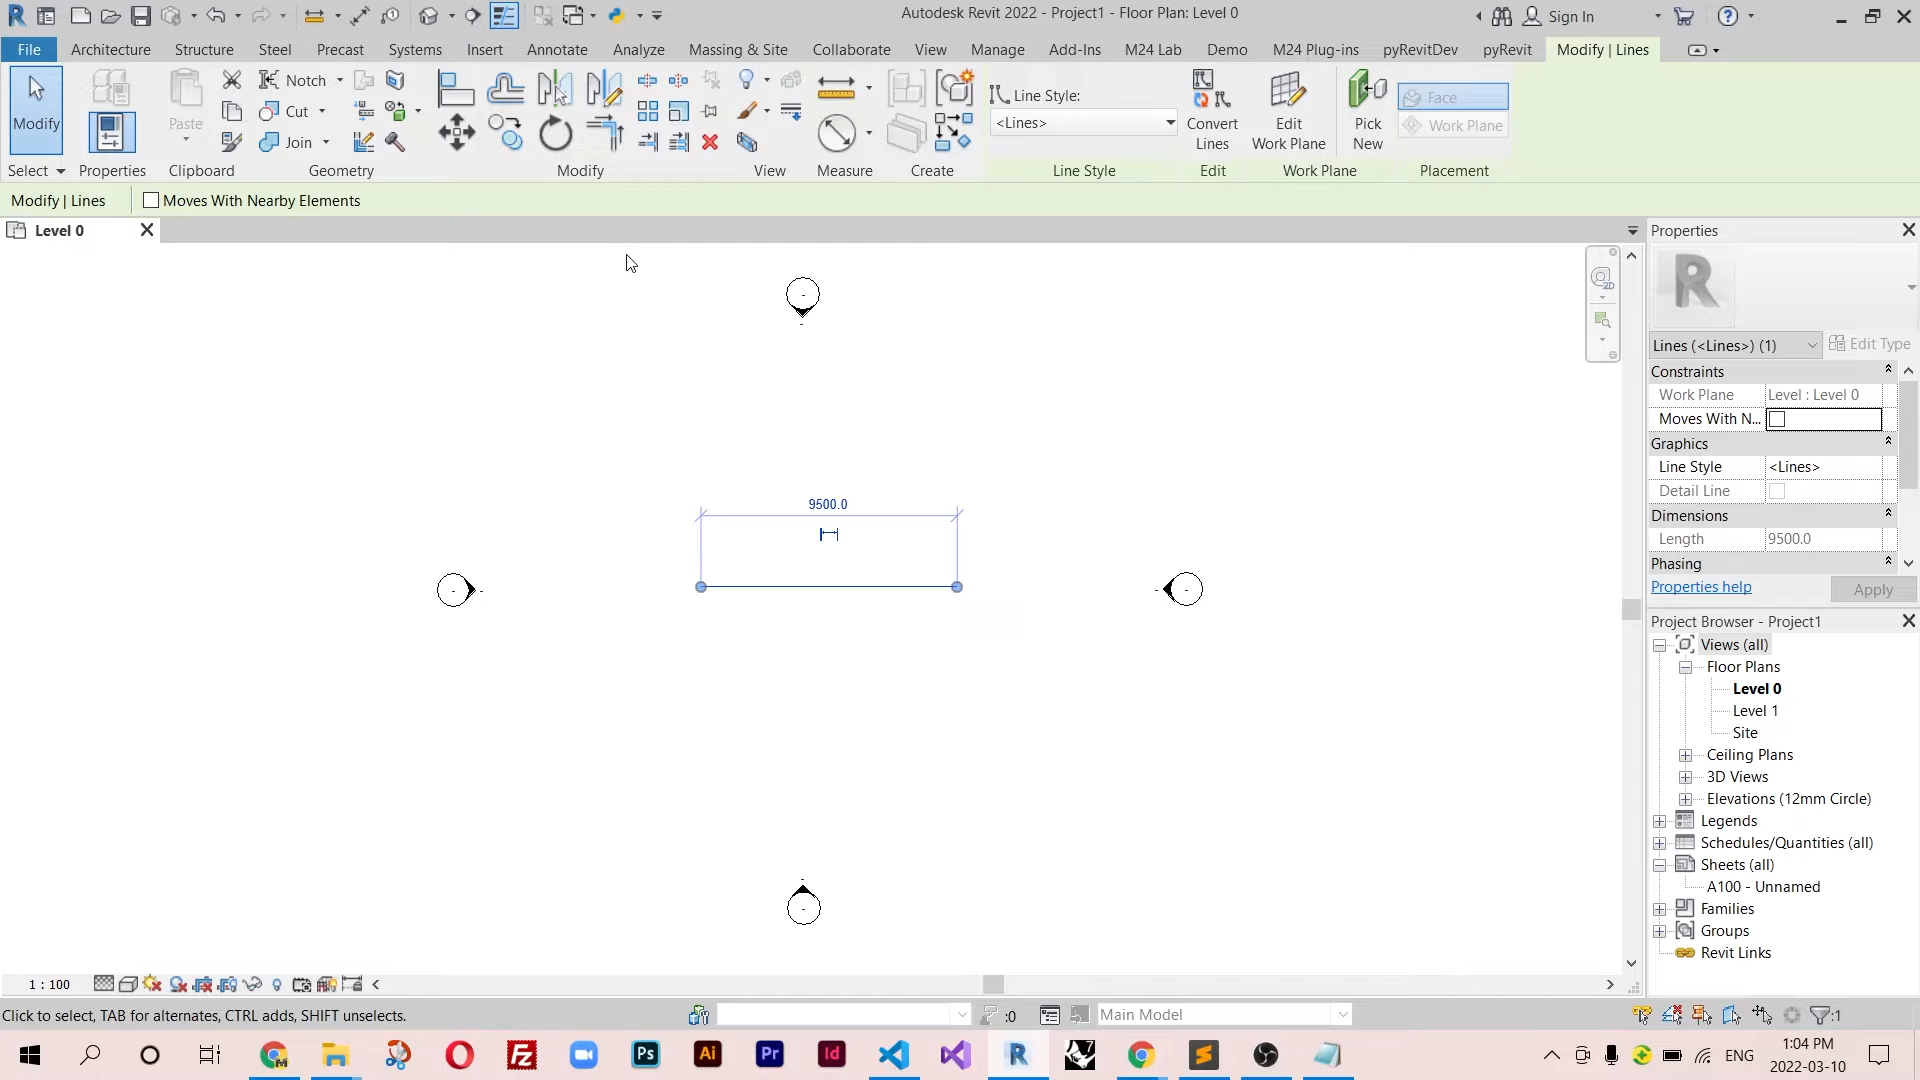 Autodesk Revit 2022 - Project1 - Floor Plan: Level 0
Sign In
File Architecture Structure Steel Precast Systems Insert Annotate Analyze Massing & Site Collaborate View Manage Add-Ins M24 Lab Demo M24 Plug-ins pyRevitDev pyRevit Modify | Lines
Modify
Paste
Notch
Cut
Join
Line Style:
<Lines>
Convert Lines
Edit Work Plane
Pick New
Face
Work Plane
Select Properties Clipboard Geometry Modify View Measure Create Line Style Edit Work Plane Placement
Modify | Lines Moves With Nearby Elements
Level 0
9500.0
Properties
Lines (<Lines>) (1) Edit Type
Constraints
Work Plane Level : Level 0
Moves With N...
Graphics
Line Style <Lines>
Detail Line
Dimensions
Length 9500.0
Phasing
Properties help Apply
Project Browser - Project1
Views (all)
Floor Plans
Level 0
Level 1
Site
Ceiling Plans
3D Views
Elevations (12mm Circle)
Legends
Schedules/Quantities (all)
Sheets (all)
A100 - Unnamed
Families
Groups
Revit Links
1 : 100
Click to select, TAB for alternates, CTRL adds, SHIFT unselects.
:0
Main Model
:1
ENG
1:04 PM
2022-03-10